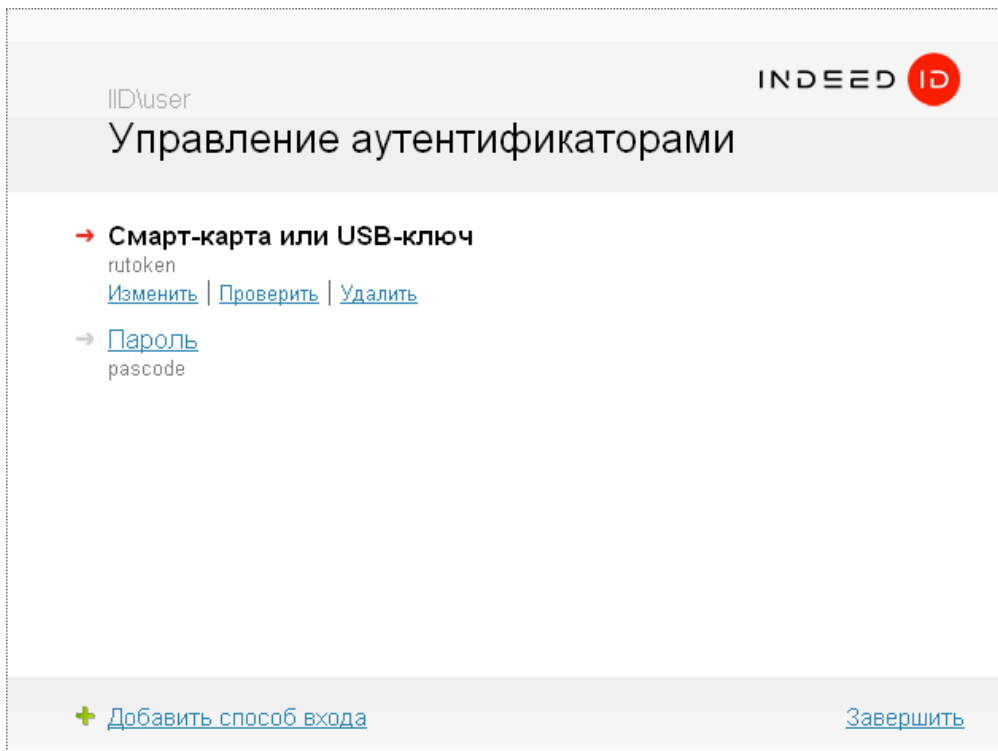 INDEED ID
IID\user
Управление аутентификаторами
Смарт-карта или USB-ключ
rutoken
Изменить | Проверить | Удалить
Пароль
pascode
Добавить способ входа
Завершить